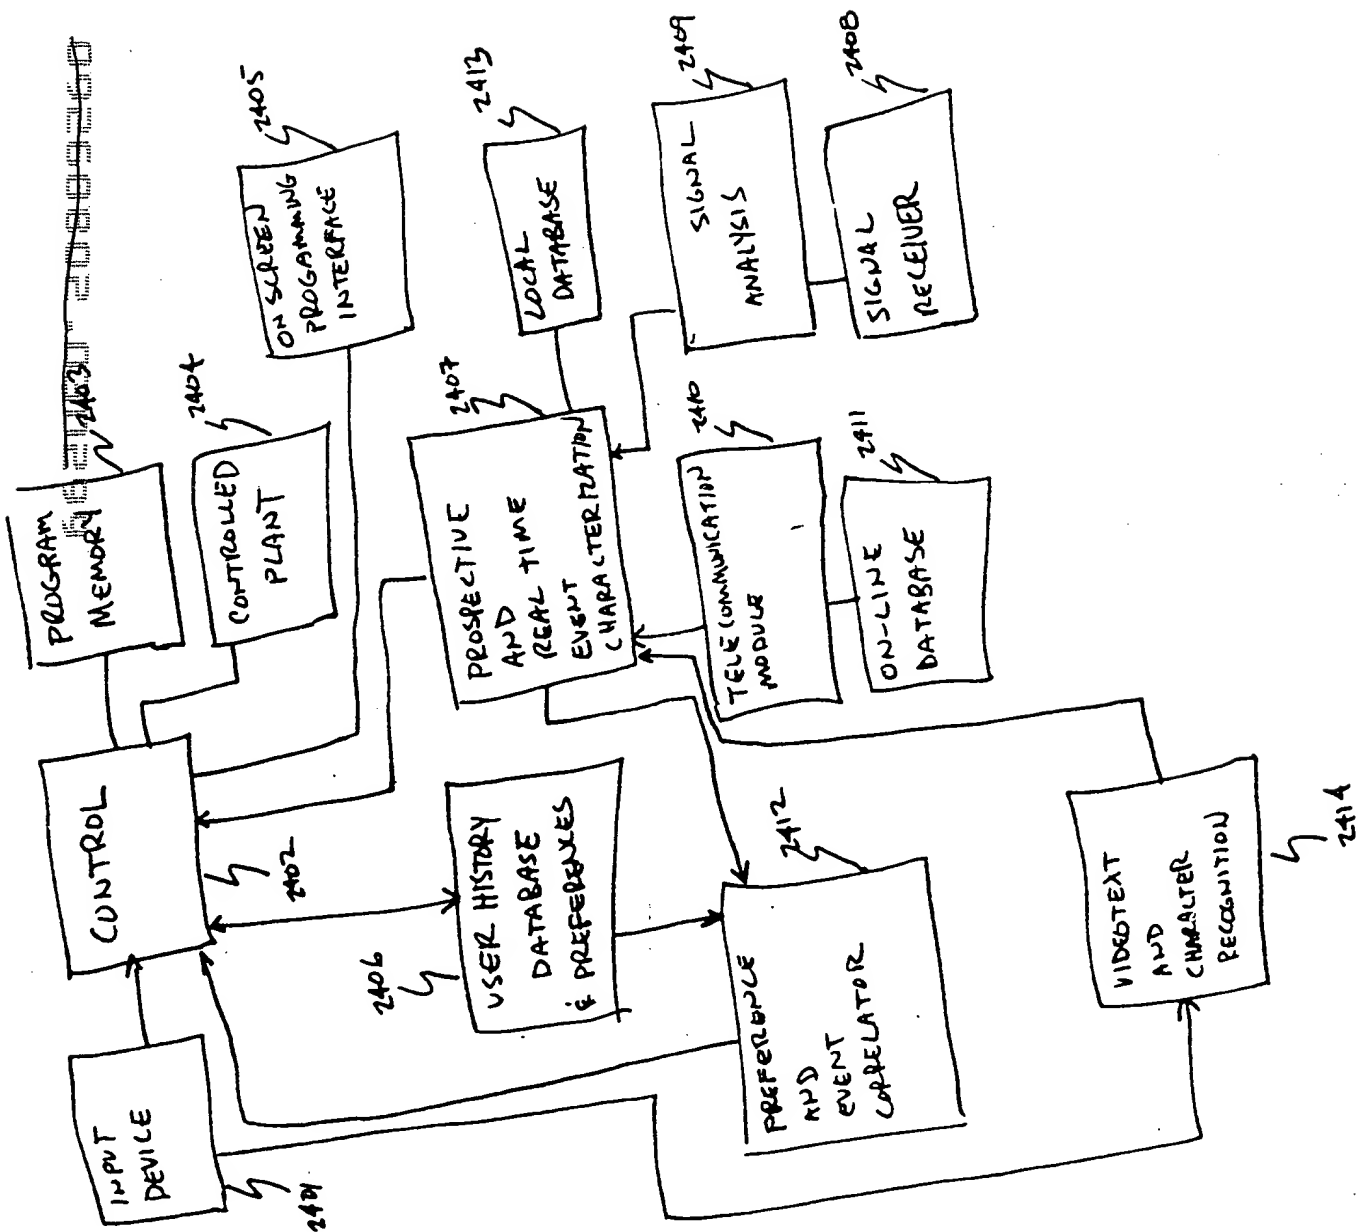 INPUT
DEVICE
2401
CONTROL
2402
PROGRAM
MEMORY
2403
CONTROLLED
PLANT
2404
ON SCREEN
PROGAMMING
INTERFACE
2405
USER HISTORY
DATABASE
& PREFERENCES
2406
PROSPECTIVE
AND
REAL TIME
EVENT
CHARACTERIZATION
2407
LOCAL
DATABASE
2413
SIGNAL
ANALYSIS
2409
SIGNAL
RECEIVER
2408
TELECOMMUNICATION
MODULE
2410
ON-LINE
DATABASE
2411
PREFERENCE
AND
EVENT
CORRELATOR
2412
VIDEOTEXT
AND
CHARACTER
RECOGNITION
2414